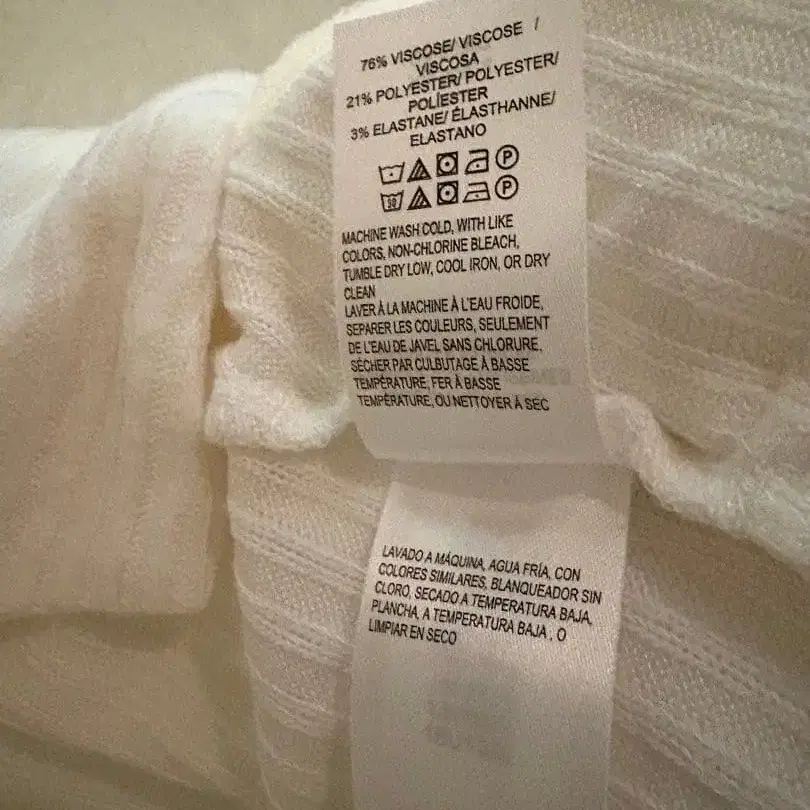 76% VISCOSE/ VISCOSE /
VISCOSA
21% POLYESTER/ POLYESTER/
POLÍESTER
3% ELASTANE/ ÉLASTHANNE/
ELASTANO
P
30 P
MACHINE WASH COLD, WITH LIKE
COLORS, NON-CHLORINE BLEACH,
TUMBLE DRY LOW, COOL IRON, OR DRY
CLEAN
LAVER À LA MACHINE À L'EAU FROIDE,
SEPARER LES COULEURS, SEULEMENT
DE L'EAU DE JAVEL SANS CHLORURE,
SÉCHER PAR CULBUTAGE À BASSE
TEMPÉRATURE, FER À BASSE
TEMPÉRATURE, OU NETTOYER À SEC
LAVADO A MÁQUINA, AGUA FRÍA, CON
COLORES SIMILARES, BLANQUEADOR SIN
CLORO, SECADO A TEMPERATURA BAJA,
PLANCHA, A TEMPERATURA BAJA , O
LIMPIAR EN SECO